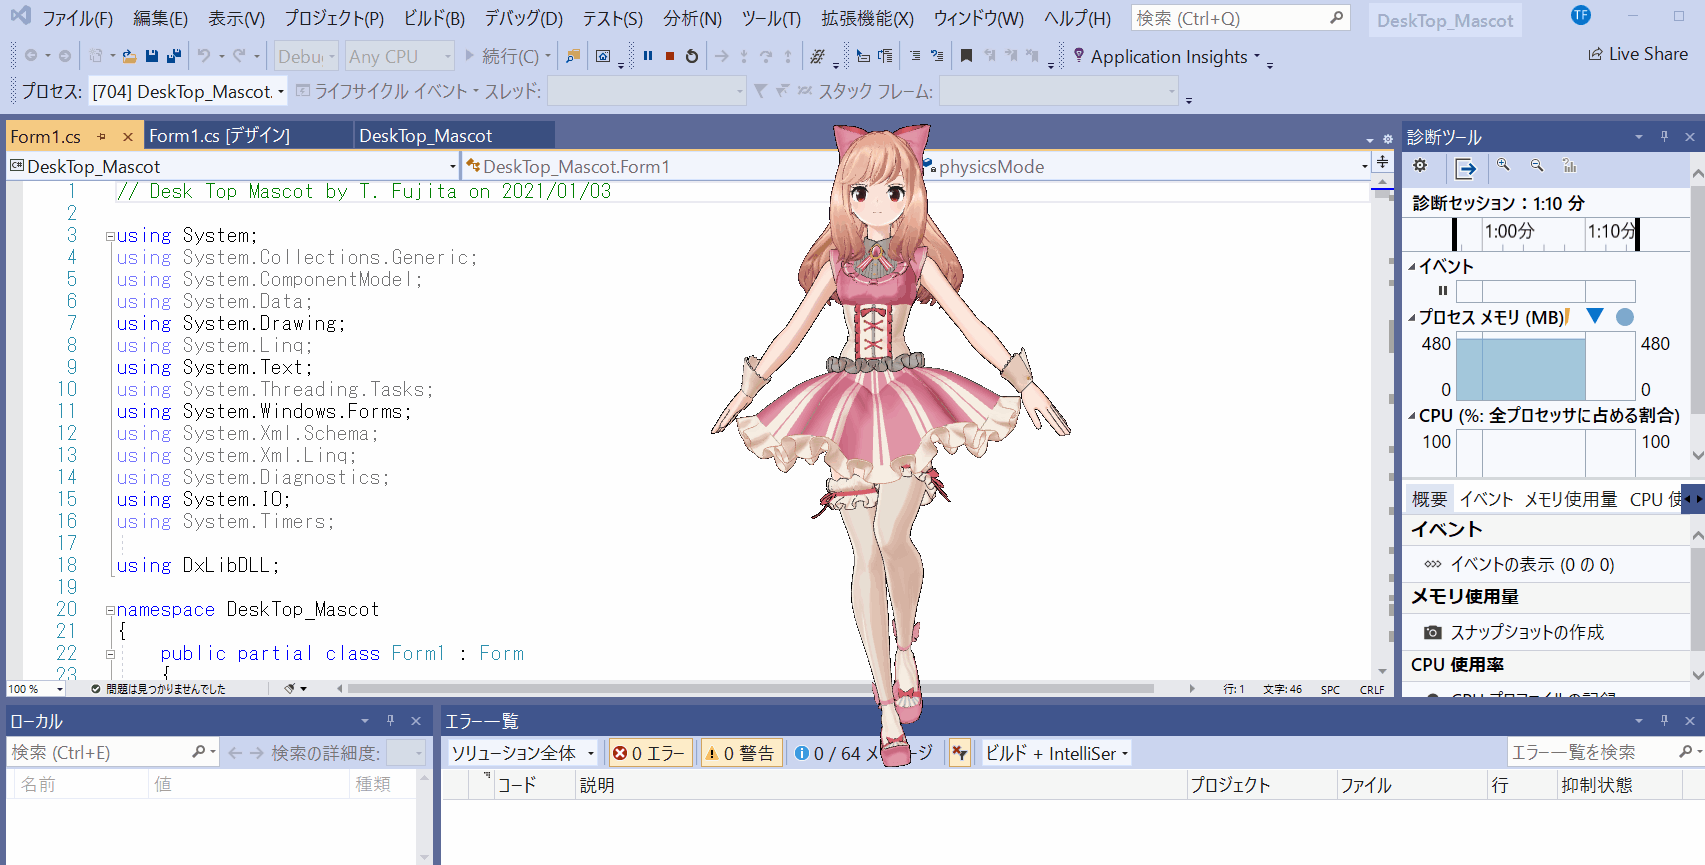 ファイル(F) 編集(E) 表示(V) プロジェクト(P) ビルド(B) デバッグ(D) テスト(S) 分析(N) ツール(T) 拡張機能(X) ウィンドウ(W) ヘルプ(H) 検索 (Ctrl+Q) DeskTop_Mascot TF
Debu Any CPU 続行(C) Application Insights Live Share
プロセス: [704] DeskTop_Mascot. ライフサイクル イベント スレッド: スタック フレーム:
Form1.cs Form1.cs [デザイン] DeskTop_Mascot
DeskTop_Mascot DeskTop_Mascot.Form1 physicsMode
1 // Desk Top Mascot by T. Fujita on 2021/01/03
2
3 using System;
4 using System.Collections.Generic;
5 using System.ComponentModel;
6 using System.Data;
7 using System.Drawing;
8 using System.Linq;
9 using System.Text;
10 using System.Threading.Tasks;
11 using System.Windows.Forms;
12 using System.Xml.Schema;
13 using System.Xml.Linq;
14 using System.Diagnostics;
15 using System.IO;
16 using System.Timers;
17
18 using DxLibDLL;
19
20 namespace DeskTop_Mascot
21 {
22 public partial class Form1 : Form
23 {
100 % 問題は見つかりませんでした 行: 1 文字: 46 SPC CRLF
診断ツール
診断セッション：1:10 分
1:00分 1:10分
イベント
プロセス メモリ (MB)
480 480
0 0
CPU (%: 全プロセッサに占める割合)
100 100
概要 イベント メモリ使用量 CPU 使
イベント
イベントの表示 (0 の 0)
メモリ使用量
スナップショットの作成
CPU 使用率
CPU プロファイルの記録
ローカル
検索 (Ctrl+E) 検索の詳細度:
名前 値 種類
エラー一覧
ソリューション全体 0 エラー 0 警告 0 / 64 メ ージ ビルド + IntelliSer エラー一覧を検索
コード 説明 プロジェクト ファイル 行 抑制状態